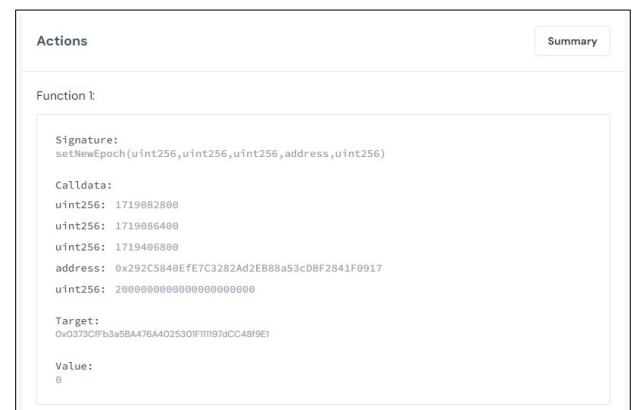 Actions
Summary
Function 1:
Signature:
setNewEpoch(uint256,uint256,uint256,address,uint256)
Calldata:
uint256: 1719082800
uint256: 1719086400
uint256: 1719406800
address: 0x292C5840EfE7C3282Ad2EB88a53cDBF2841F0917
uint256: 2000000000000000000000
Target:
0x0373CfFb3a5BA476A4025301F111197dCC48f9E1
Value:
0